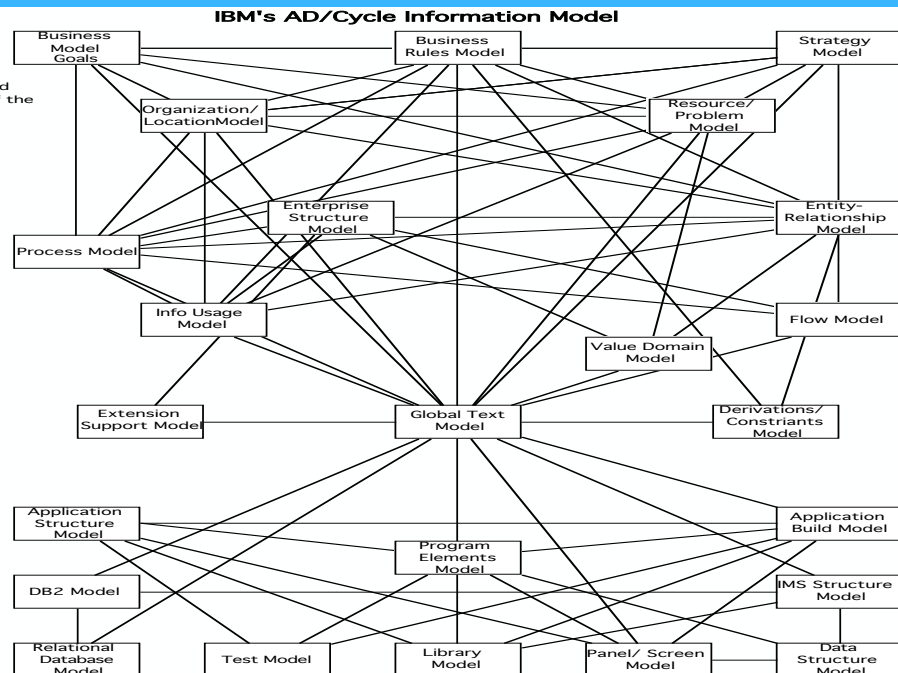 IBM's AD/Cycle Information Model
Business
Model
Goals
Business
Rules Model
Strategy
Model
d
f the
Organization/
LocationModel
Resource/
Problem
Model
Enterprise
Structure
Model
Entity-
Relationship
Model
Process Model
Info Usage
Model
Flow Model
Value Domain
Model
Extension
Support Model
Global Text
Model
Derivations/
Constriants
Model
Application
Structure
Model
Application
Build Model
Program
Elements
Model
DB2 Model
IMS Structure
Model
Relational
Database
Model
Test Model
Library
Model
Panel/ Screen
Model
Data
Structure
Model